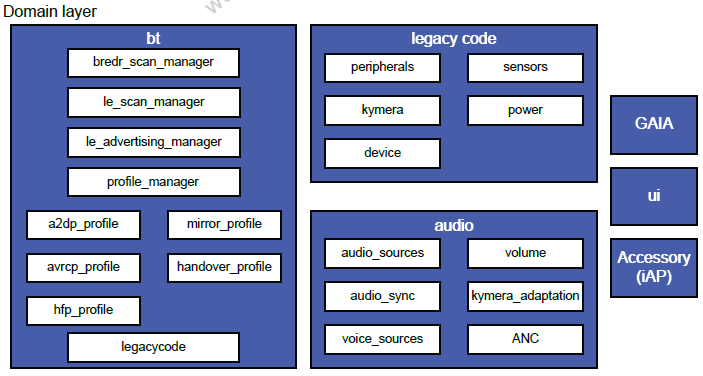 Domain layer
bt
bredr_scan_manager
le_scan_manager
le_advertising_manager
profile_manager
a2dp_profile
mirror_profile
avrcp_profile
handover_profile
hfp_profile
legacycode
legacy code
peripherals
sensors
kymera
power
device
audio
audio_sources
volume
audio_sync
kymera_adaptation
voice_sources
ANC
GAIA
ui
Accessory
(iAP)